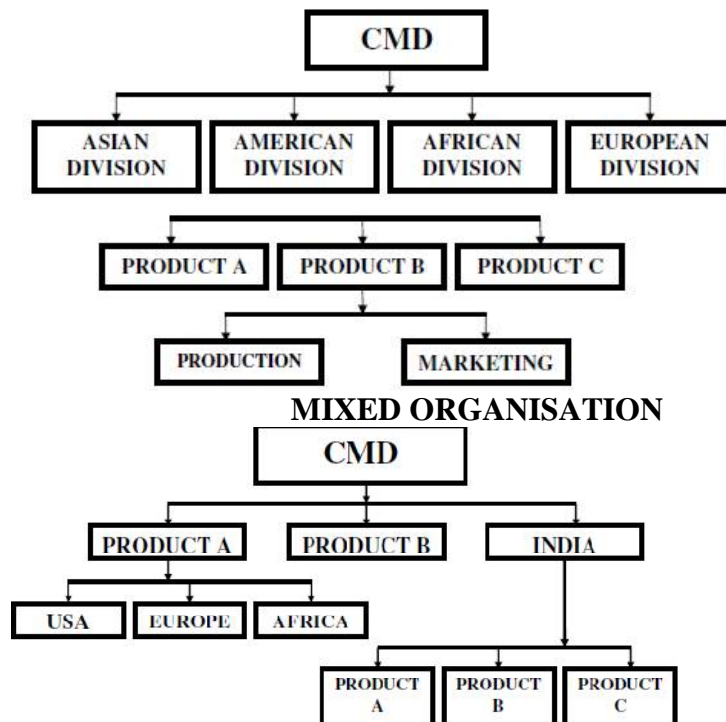 CMD
ASIAN
DIVISION
AMERICAN
DIVISION
AFRICAN
DIVISION
EUROPEAN
DIVISION
PRODUCT A
PRODUCT B
PRODUCT C
PRODUCTION
MARKETING
MIXED ORGANISATION
CMD
PRODUCT A
PRODUCT B
INDIA
USA
EUROPE
AFRICA
PRODUCT
A
PRODUCT
B
PRODUCT
C